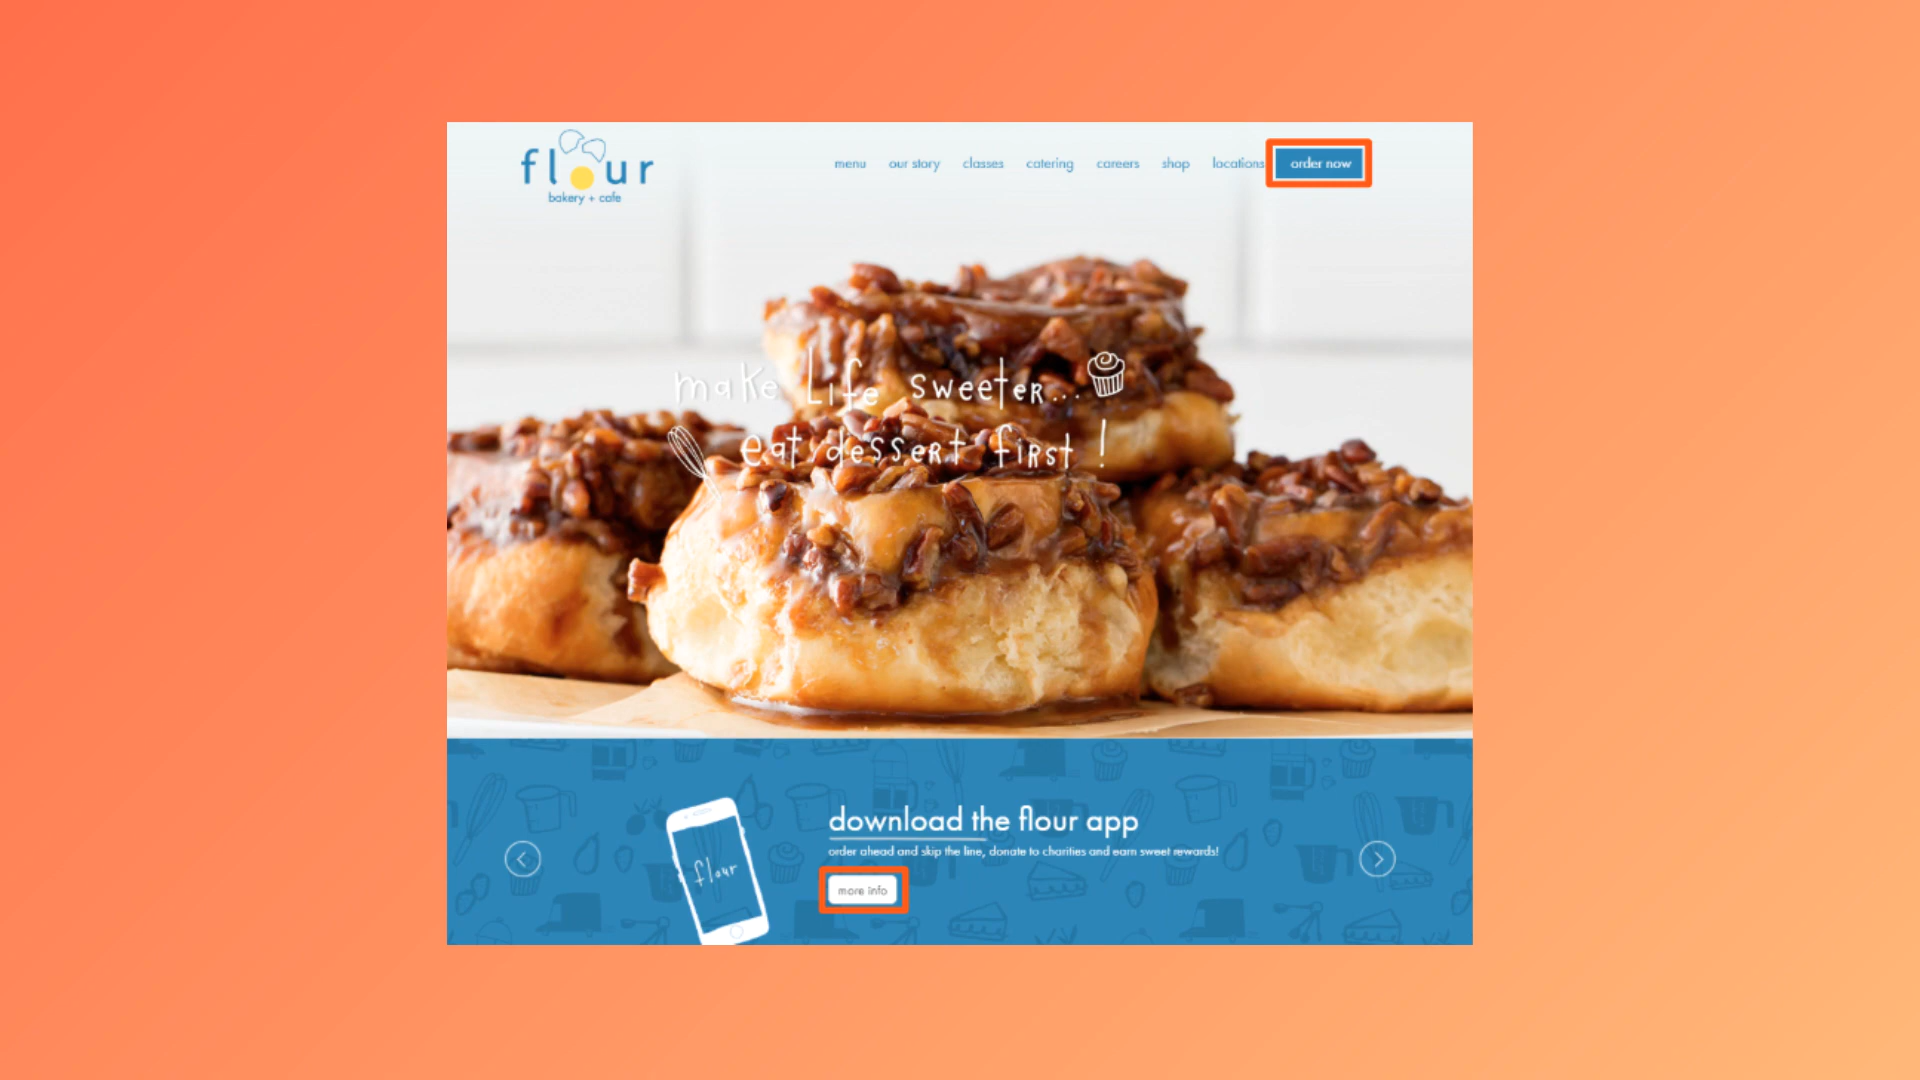 flour
bakery + cafe
menu our story classes catering careers shop locations order now
make Life sweeter...
eat dessert first!
download the flour app
order ahead and skip the line, donate to charities and earn sweet rewards!
flour
more info